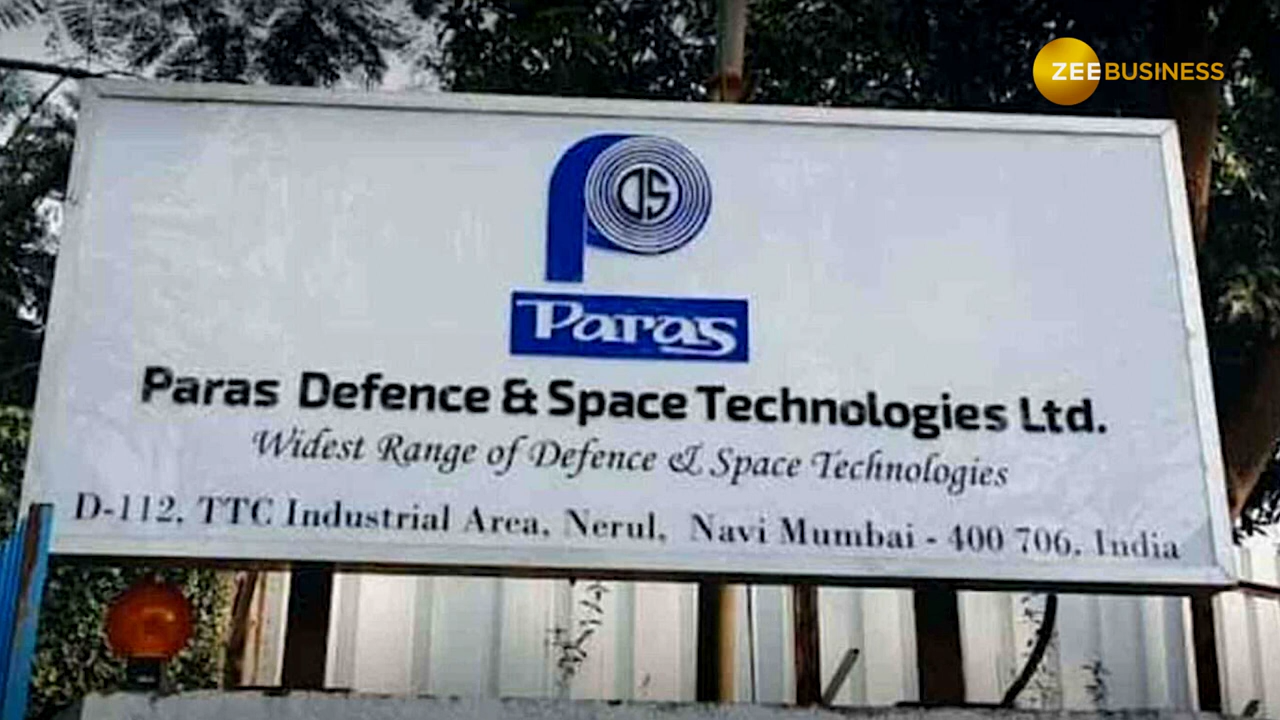 ZEEBUSINESS
DS
Paras
Paras Defence & Space Technologies Ltd.
Widest Range of Defence & Space Technologies
D-112, TTC Industrial Area, Nerul, Navi Mumbai - 400 706, India